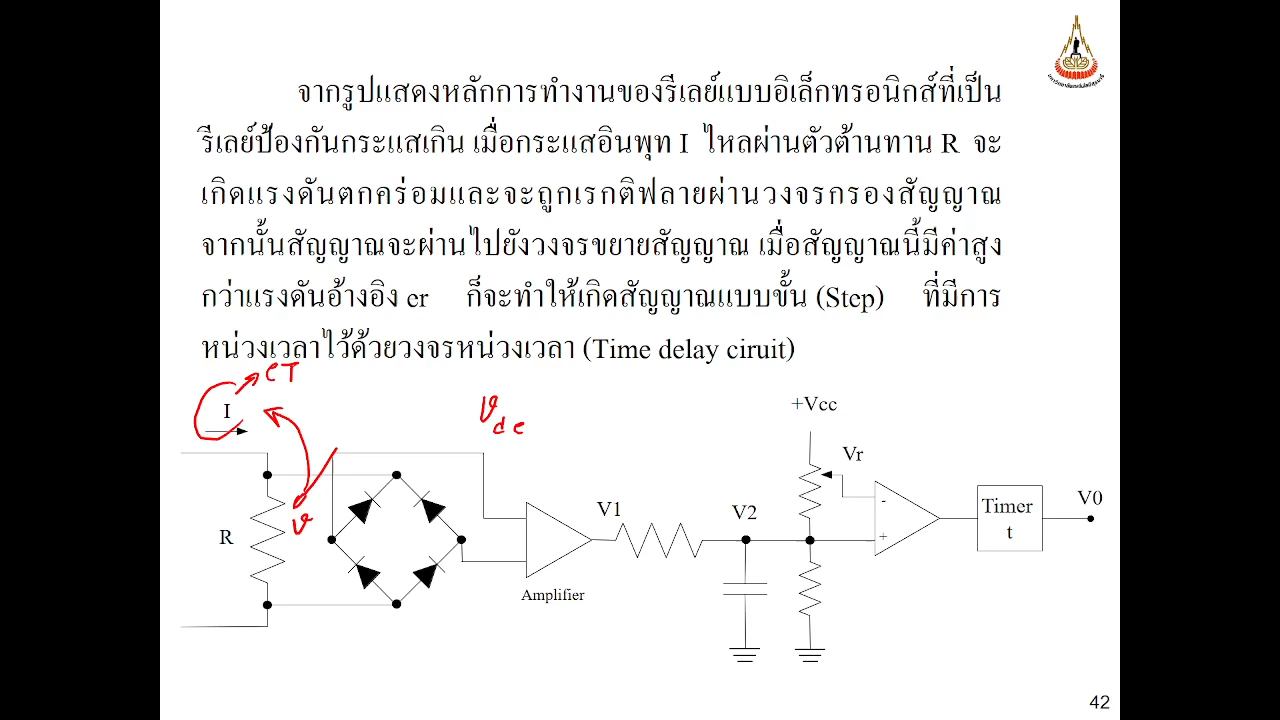 จากรูปแสดงหลักการทำงานของรีเลย์แบบอิเล็กทรอนิกส์ที่เป็น
รีเลย์ป้องกันกระแสเกิน เมื่อกระแสอินพุท I ไหลผ่านตัวต้านทาน R จะ
เกิดแรงดันตกคร่อมและจะถูกเรกติฟลายผ่านวงจรกรองสัญญาณ
จากนั้นสัญญาณจะผ่านไปยังวงจรขยายสัญญาณ เมื่อสัญญาณนี้มีค่าสูง
กว่าแรงดันอ้างอิง er ก็จะทำให้เกิดสัญญาณแบบขั้น (Step) ที่มีการ
หน่วงเวลาไว้ด้วยวงจรหน่วงเวลา (Time delay ciruit)
CT
I
+Vcc
Vr
V1
V2
R
v
-
+
Timer
t
V0
Amplifier
42